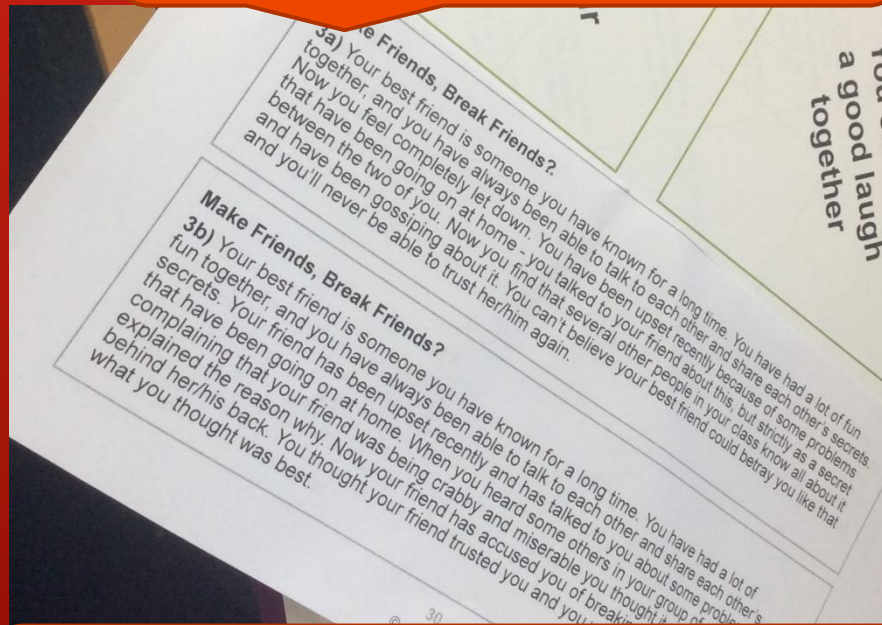 e Friends, Break Friends?
3a) Your best friend is someone you have known for a long time. You have had a lot of fun
together, and you have always been able to talk to each other and share each other's secrets.
Now you feel completely let down. You have been upset recently because of some problems
that have been going on at home - you talked to your friend about this, but strictly as a secret
between the two of you. Now you find that several other people in your class know all about it
and have been gossiping about it. You can't believe your best friend could betray you like that
and you'll never be able to trust her/him again.
Make Friends, Break Friends?
3b) Your best friend is someone you have known for a long time. You have had a lot of
fun together, and you have always been able to talk to each other and share each other's
secrets. Your friend has been upset recently and has talked to you about some
that have been going on at home. When you heard some others in your group of
complaining that your friend was being crabby and miserable you thought
explained the reason why. Now your friend has accused you of
behind her/his back. You thought your friend trusted you and you
what you thought was best.
30
©
r
a good laugh
together